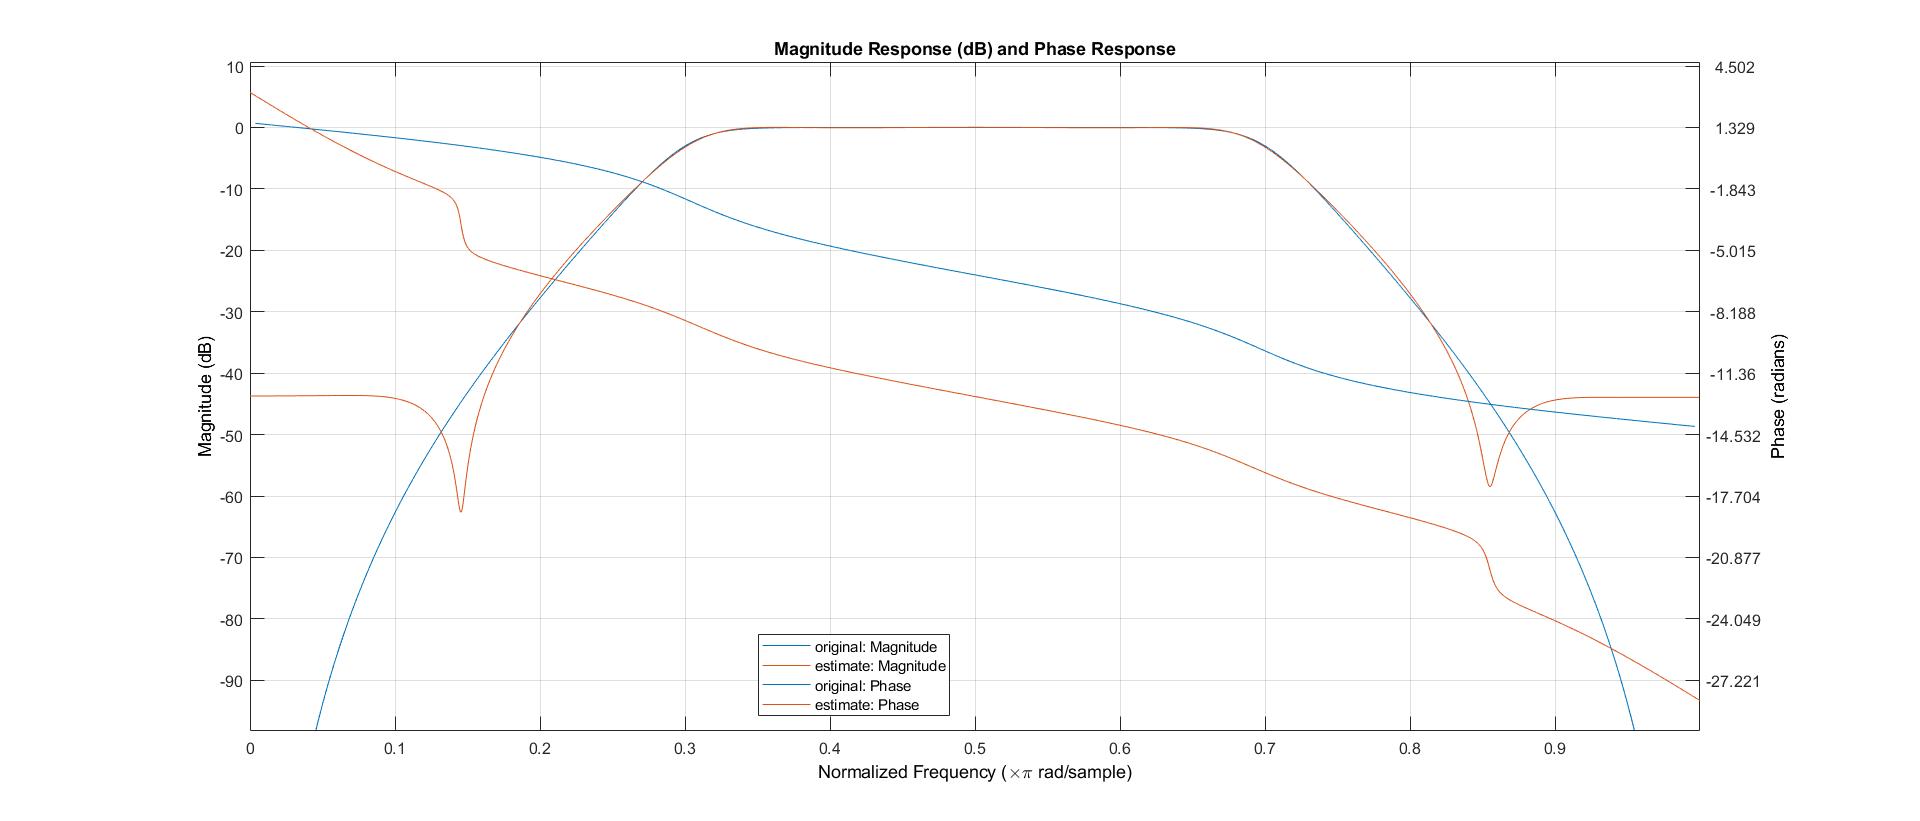 Magnitude Response (dB) and Phase Response
10
0
-10
-20
-30
-40
-50
-60
-70
-80
-90
Magnitude (dB)
4.502
1.329
-1.843
-5.015
-8.188
-11.36
-14.532
-17.704
-20.877
-24.049
-27.221
Phase (radians)
original: Magnitude
estimate: Magnitude
original: Phase
estimate: Phase
0 0.1 0.2 0.3 0.4 0.5 0.6 0.7 0.8 0.9
Normalized Frequency (×π rad/sample)